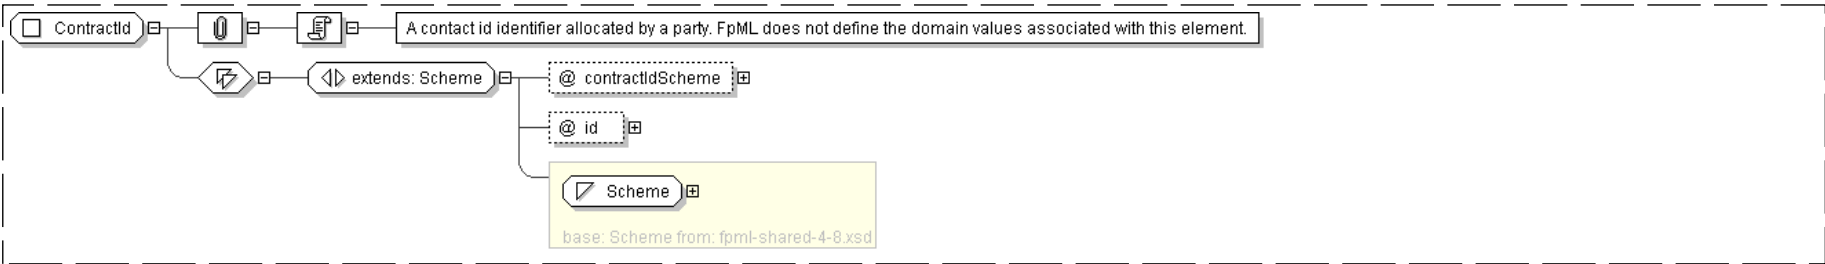 ContractId
A contact id identifier allocated by a party. FpML does not define the domain values associated with this element.
extends: Scheme
@ contractIdScheme
@ id
Scheme
base: Scheme from: fpml-shared-4-8.xsd